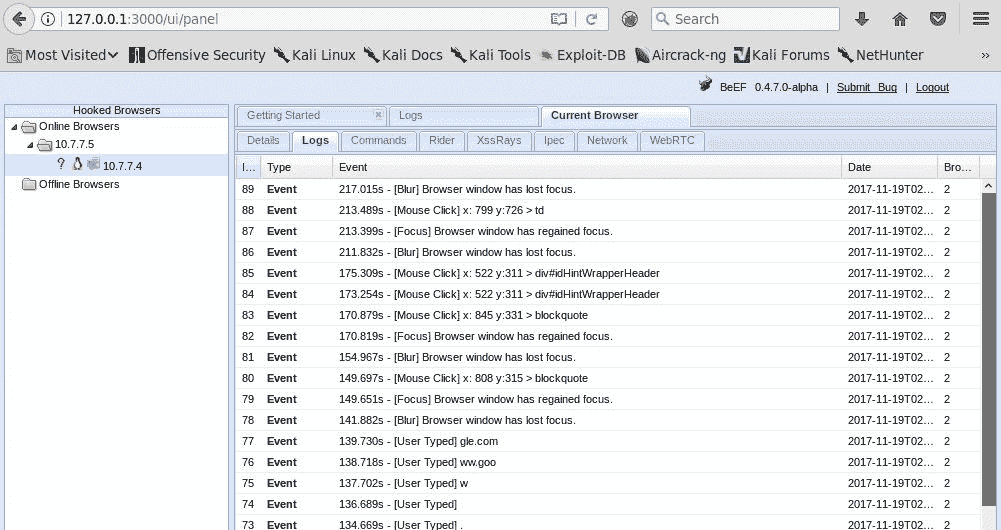 127.0.0.1:3000/ui/panel
Search
Most Visited
Offensive Security
Kali Linux
Kali Docs
Kali Tools
Exploit-DB
Aircrack-ng
Kali Forums
NetHunter
»
BeEF 0.4.7.0-alpha | Submit Bug | Logout
Hooked Browsers
Online Browsers
10.7.7.5
? 10.7.7.4
Offline Browsers
Getting Started
Logs
Current Browser
Details Logs Commands Rider XssRays Ipec Network WebRTC
I... Type Event Date Bro...
89 Event 217.015s - [Blur] Browser window has lost focus. 2017-11-19T02... 2
88 Event 213.489s - [Mouse Click] x: 799 y:726 > td 2017-11-19T02... 2
87 Event 213.399s - [Focus] Browser window has regained focus. 2017-11-19T02... 2
86 Event 211.832s - [Blur] Browser window has lost focus. 2017-11-19T02... 2
85 Event 175.309s - [Mouse Click] x: 522 y:311 > div#idHintWrapperHeader 2017-11-19T02... 2
84 Event 173.254s - [Mouse Click] x: 522 y:311 > div#idHintWrapperHeader 2017-11-19T02... 2
83 Event 170.879s - [Mouse Click] x: 845 y:331 > blockquote 2017-11-19T02... 2
82 Event 170.819s - [Focus] Browser window has regained focus. 2017-11-19T02... 2
81 Event 154.967s - [Blur] Browser window has lost focus. 2017-11-19T02... 2
80 Event 149.697s - [Mouse Click] x: 808 y:315 > blockquote 2017-11-19T02... 2
79 Event 149.651s - [Focus] Browser window has regained focus. 2017-11-19T02... 2
78 Event 141.882s - [Blur] Browser window has lost focus. 2017-11-19T02... 2
77 Event 139.730s - [User Typed] gle.com 2017-11-19T02... 2
76 Event 138.718s - [User Typed] ww.goo 2017-11-19T02... 2
75 Event 137.702s - [User Typed] w 2017-11-19T02... 2
74 Event 136.689s - [User Typed] 2017-11-19T02... 2
73 Event 134.669s - [User Typed] . 2017-11-19T02... 2